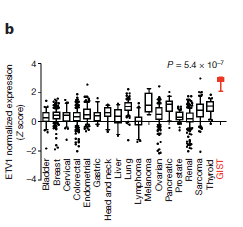 b
P = 5.4 × 10⁻⁷
ETV1 normalized expression
(Z score)
4
2
0
−2
−4
Bladder
Breast
Cervical
Colorectal
Endometrial
Gastric
Head and neck
Liver
Lung
Lymphoma
Melanoma
Ovarian
Pancreatic
Prostate
Renal
Sarcoma
Thyroid
GIST